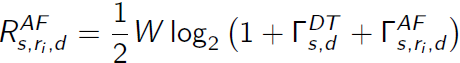 $R^{AF}_{s,r_i,d} = \frac{1}{2} W \log_2 \left(1 + \Gamma^{DT}_{s,d} + \Gamma^{AF}_{s,r_i,d}\right)$